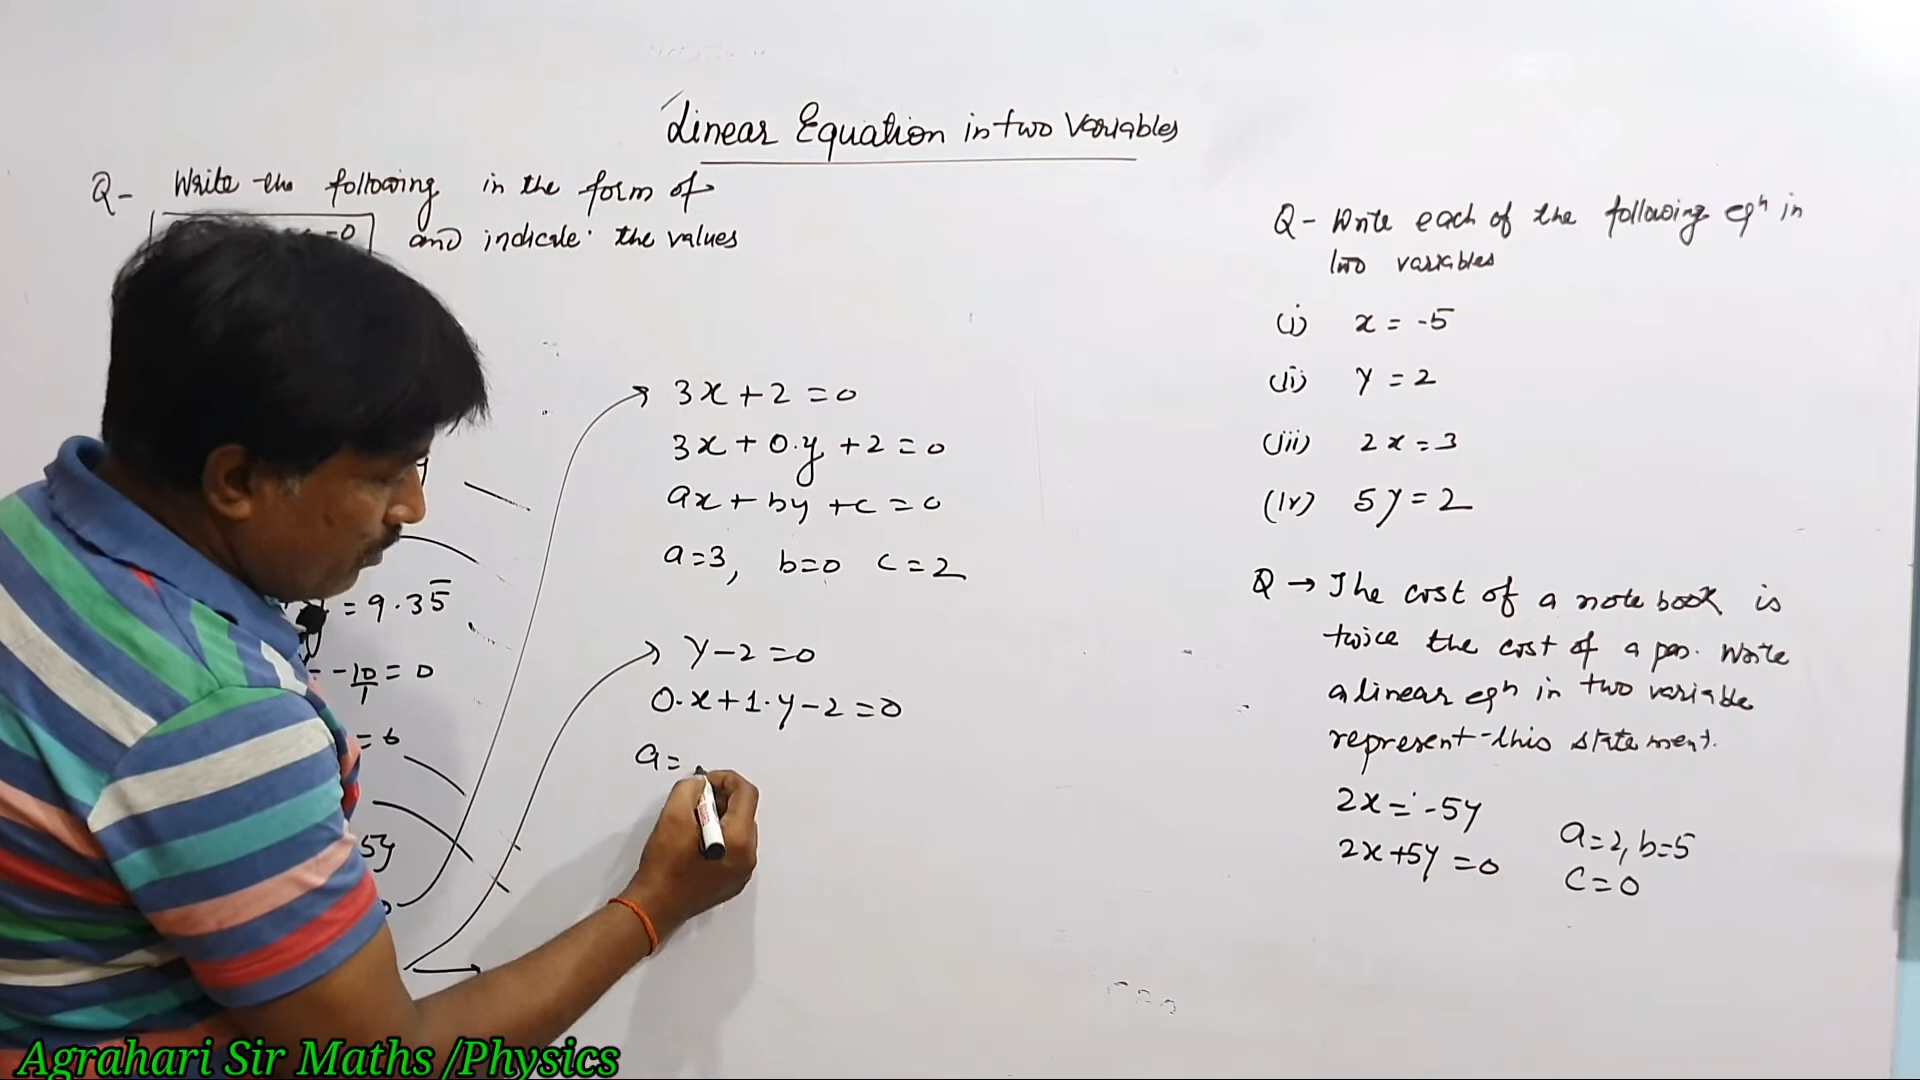 Linear Equation in two Variables
Q- Write the following in the form of
=0 and indicate the values
= 9.35̅
-10/1 = 0
= 6
5y
3x + 2 = 0
3x + 0.y + 2 = 0
ax + by + c = 0
a=3, b=0 c=2
y-2=0
0.x+1.y-2=0
a=
Q- Write each of the following eqn in
two variables
(i) x = -5
(ii) y = 2
(iii) 2x = 3
(iv) 5y = 2
Q → The cost of a note book is
twice the cost of a pen. Write
a linear eqn in two variable
represent this statement.
2x = -5y
2x+5y = 0
a=2, b=5
c=0
Agrahari Sir Maths /Physics